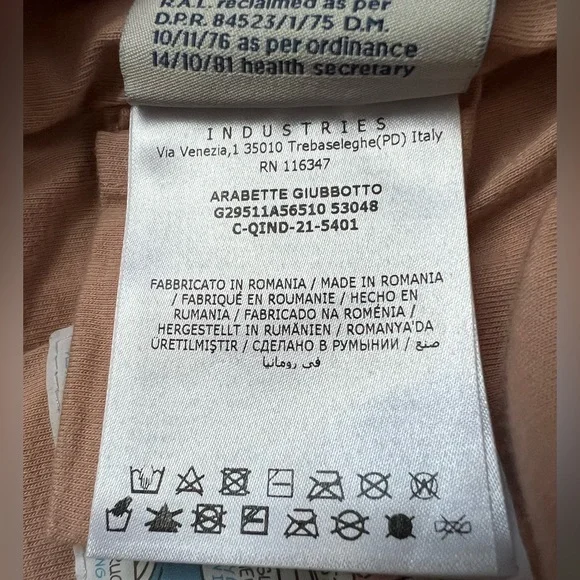 R.A.L. reclaimed as per
D.P.R. 84523/1/75 D.M.
10/11/76 as per ordinance
14/10/81 health secretary
INDUSTRIES
Via Venezia,1 35010 Trebaseleghe(PD) Italy
RN 116347
ARABETTE GIUBBOTTO
G29511A56510 53048
C-QIND-21-5401
FABBRICATO IN ROMANIA / MADE IN ROMANIA
/ FABRIQUÉ EN ROUMANIE / HECHO EN
RUMANIA / FABRICADO NA ROMÉNIA /
HERGESTELLT IN RUMÄNIEN / ROMANYA'DA
ÜRETILMIŞTIR / СДЕЛАНО В РУМЫНИИ / صنع
في رومانيا